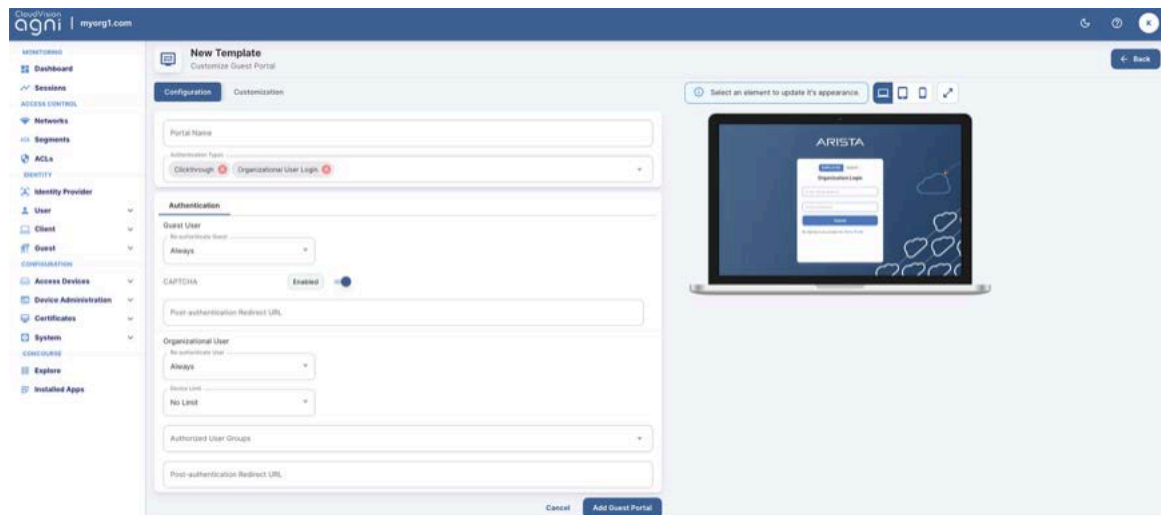 CloudVision
agni | myorg1.com
K
MONITORING
Dashboard
Sessions
ACCESS CONTROL
Networks
Segments
ACLs
IDENTITY
Identity Provider
User
Client
Guest
CONFIGURATION
Access Devices
Device Administration
Certificates
System
CONCOURSE
Explore
Installed Apps
New Template
Customize Guest Portal
Back
Configuration
Customization
Portal Name
Authentication Types
Clickthrough
Organizational User Login
Authentication
Guest User
Re-authenticate Guest
Always
CAPTCHA
Enabled
Post-authentication Redirect URL
Organizational User
Re-authenticate User
Always
Device Limit
No Limit
Authorized User Groups
Post-authentication Redirect URL
Cancel
Add Guest Portal
Select an element to update it's appearance.
ARISTA
Organization Login